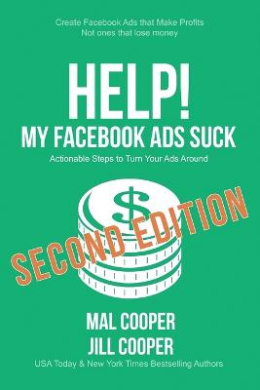 Create Facebook Ads that Make Profits
Not ones that lose money
HELP!
MY FACEBOOK ADS SUCK
Actionable Steps to Turn Your Ads Around
$
SECOND EDITION
MAL COOPER
JILL COOPER
USA Today & New York Times Bestselling Authors